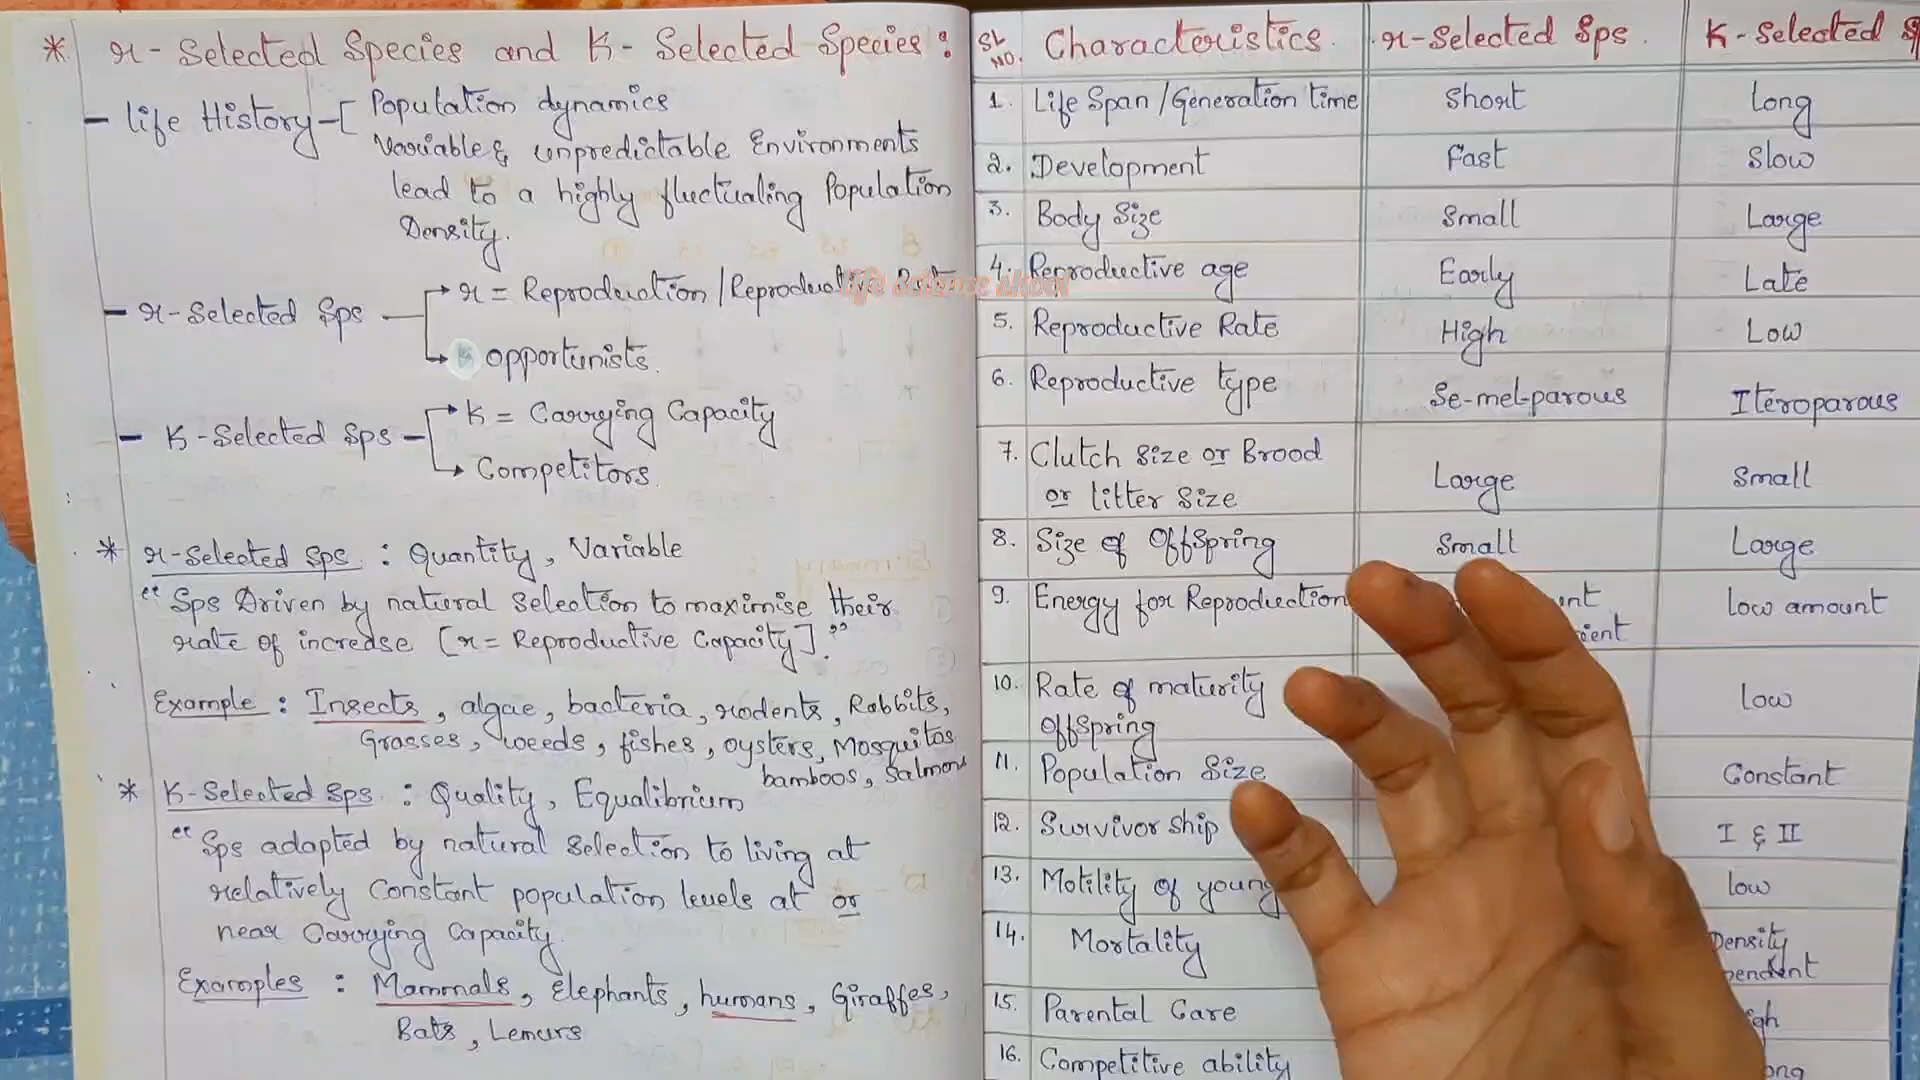 * r-Selected Species and K-Selected Species:
- life History-[ Population dynamics
Variable & unpredictable Environments
lead to a highly fluctuating Population
Density.
- r-Selected Sps
r = Reproduction / Reproductive Rate
opportunists.
- K-Selected Sps
K = Carrying Capacity
Competitors.
* r-Selected Sps : Quantity, Variable
"Sps Driven by natural Selection to maximise their
rate of increase [r = Reproductive Capacity]."
Example : Insects, algae, bacteria, rodents, Rabbits,
Grasses, weeds, fishes, oysters, Mosquitos
bamboos, Salmons
* K-Selected Sps : Quality, Equalibrium
"Sps adapted by natural Selection to living at
relatively Constant population levels at or
near Carrying Capacity.
Examples : Mammals, Elephants, humans, Giraffes,
Bats, Lemurs
SL NO. Characteristics. r-Selected Sps. K-Selected
1. Life Span/Generation time Short Long
2. Development Fast Slow
3. Body Size Small Large
4. Reproductive age Early Late
5. Reproductive Rate High Low
6. Reproductive type Se-mel-parous Iteroparous
7. Clutch Size or Brood
or litter Size Large Small
8. Size of Offspring Small Large
9. Energy for Reproduction low amount
10. Rate of maturity
Offspring low
11. Population Size Constant
12. Survivor ship I & II
13. Motility of young low
14. Mortality Density
15. Parental Care
16. Competitive ability